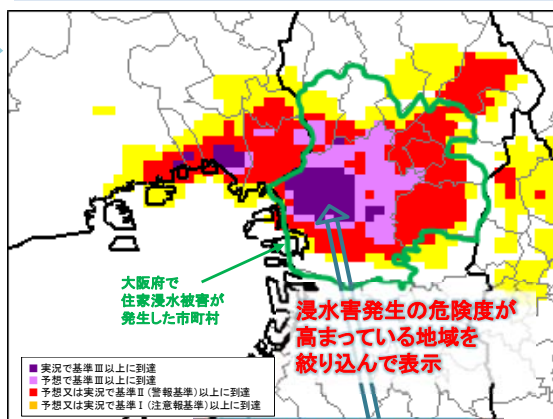 大阪府で
住家浸水被害が
発生した市町村
浸水害発生の危険度が
高まっている地域を
絞り込んで表示
実況で基準Ⅲ以上に到達
予想で基準Ⅲ以上に到達
予想又は実況で基準Ⅱ(警報基準)以上に到達
予想又は実況で基準Ⅰ(注意報基準)以上に到達